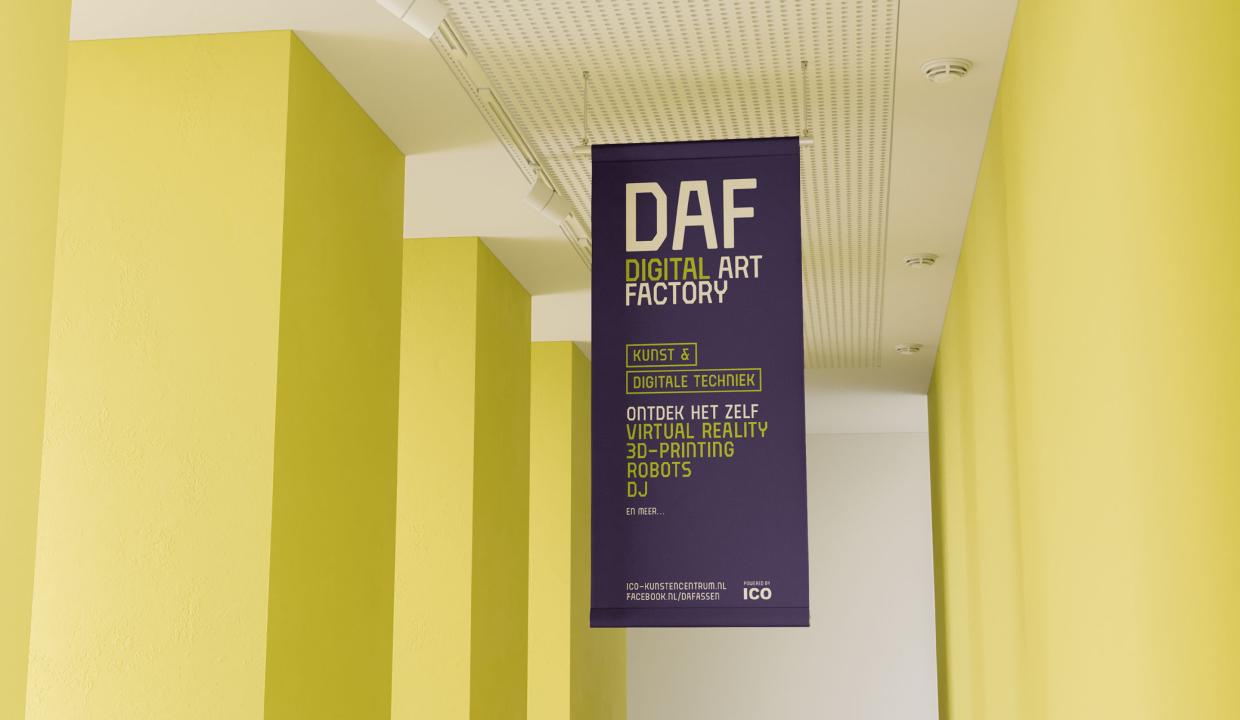 DAF
DIGITAL ART
FACTORY
KUNST &
DIGITALE TECHNIEK
ONTDEK HET ZELF
VIRTUAL REALITY
3D-PRINTING
ROBOTS
DJ
EN MEER...
ICO-KUNSTENCENTRUM.NL
FACEBOOK.NL/DAFASSEN
POWERED BY
ICO